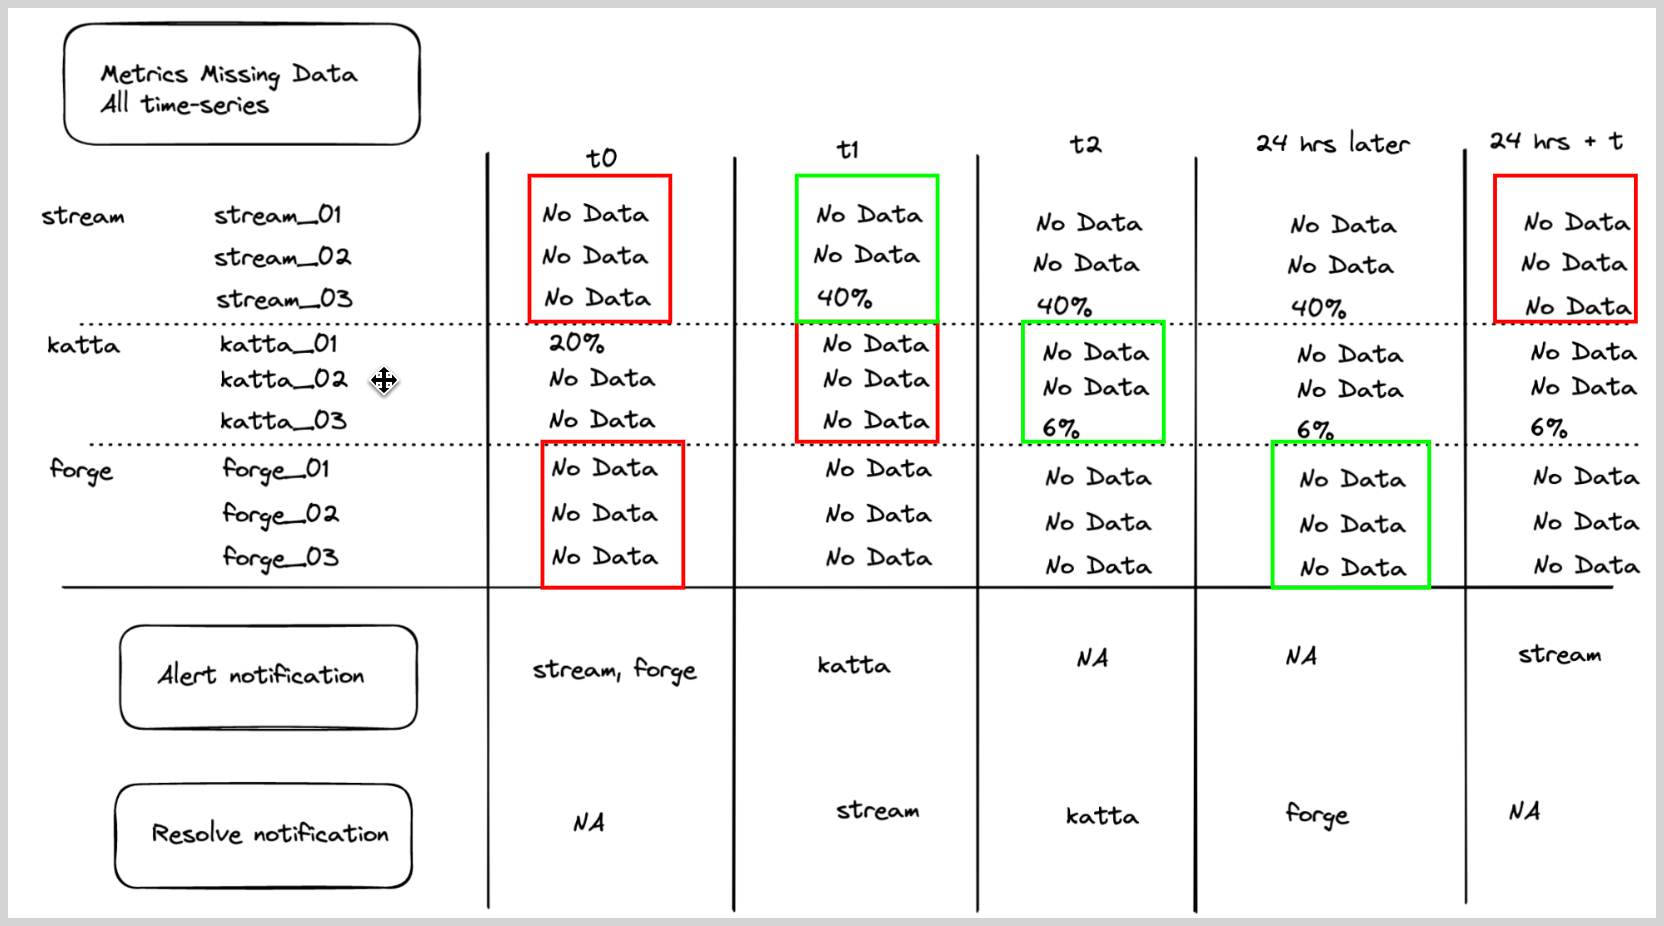 Metrics Missing Data
All time-series
t0 t1 t2 24 hrs later 24 hrs + t
stream stream_01 No Data No Data No Data No Data No Data
stream_02 No Data No Data No Data No Data No Data
stream_03 No Data 40% 40% 40% No Data
katta katta_01 20% No Data No Data No Data No Data
katta_02 No Data No Data No Data No Data No Data
katta_03 No Data No Data 6% 6% 6%
forge forge_01 No Data No Data No Data No Data No Data
forge_02 No Data No Data No Data No Data No Data
forge_03 No Data No Data No Data No Data No Data
Alert notification stream, forge katta NA NA stream
Resolve notification NA stream katta forge NA